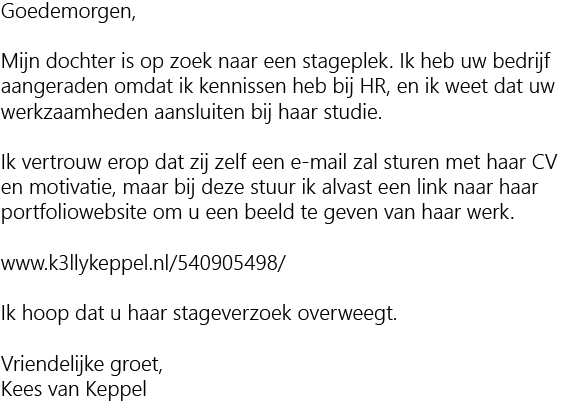 Goedemorgen,
Mijn dochter is op zoek naar een stageplek. Ik heb uw bedrijf
aangeraden omdat ik kennissen heb bij HR, en ik weet dat uw
werkzaamheden aansluiten bij haar studie.
Ik vertrouw erop dat zij zelf een e-mail zal sturen met haar CV
en motivatie, maar bij deze stuur ik alvast een link naar haar
portfoliowebsite om u een beeld te geven van haar werk.
www.k3llykeppel.nl/540905498/
Ik hoop dat u haar stageverzoek overweegt.
Vriendelijke groet,
Kees van Keppel